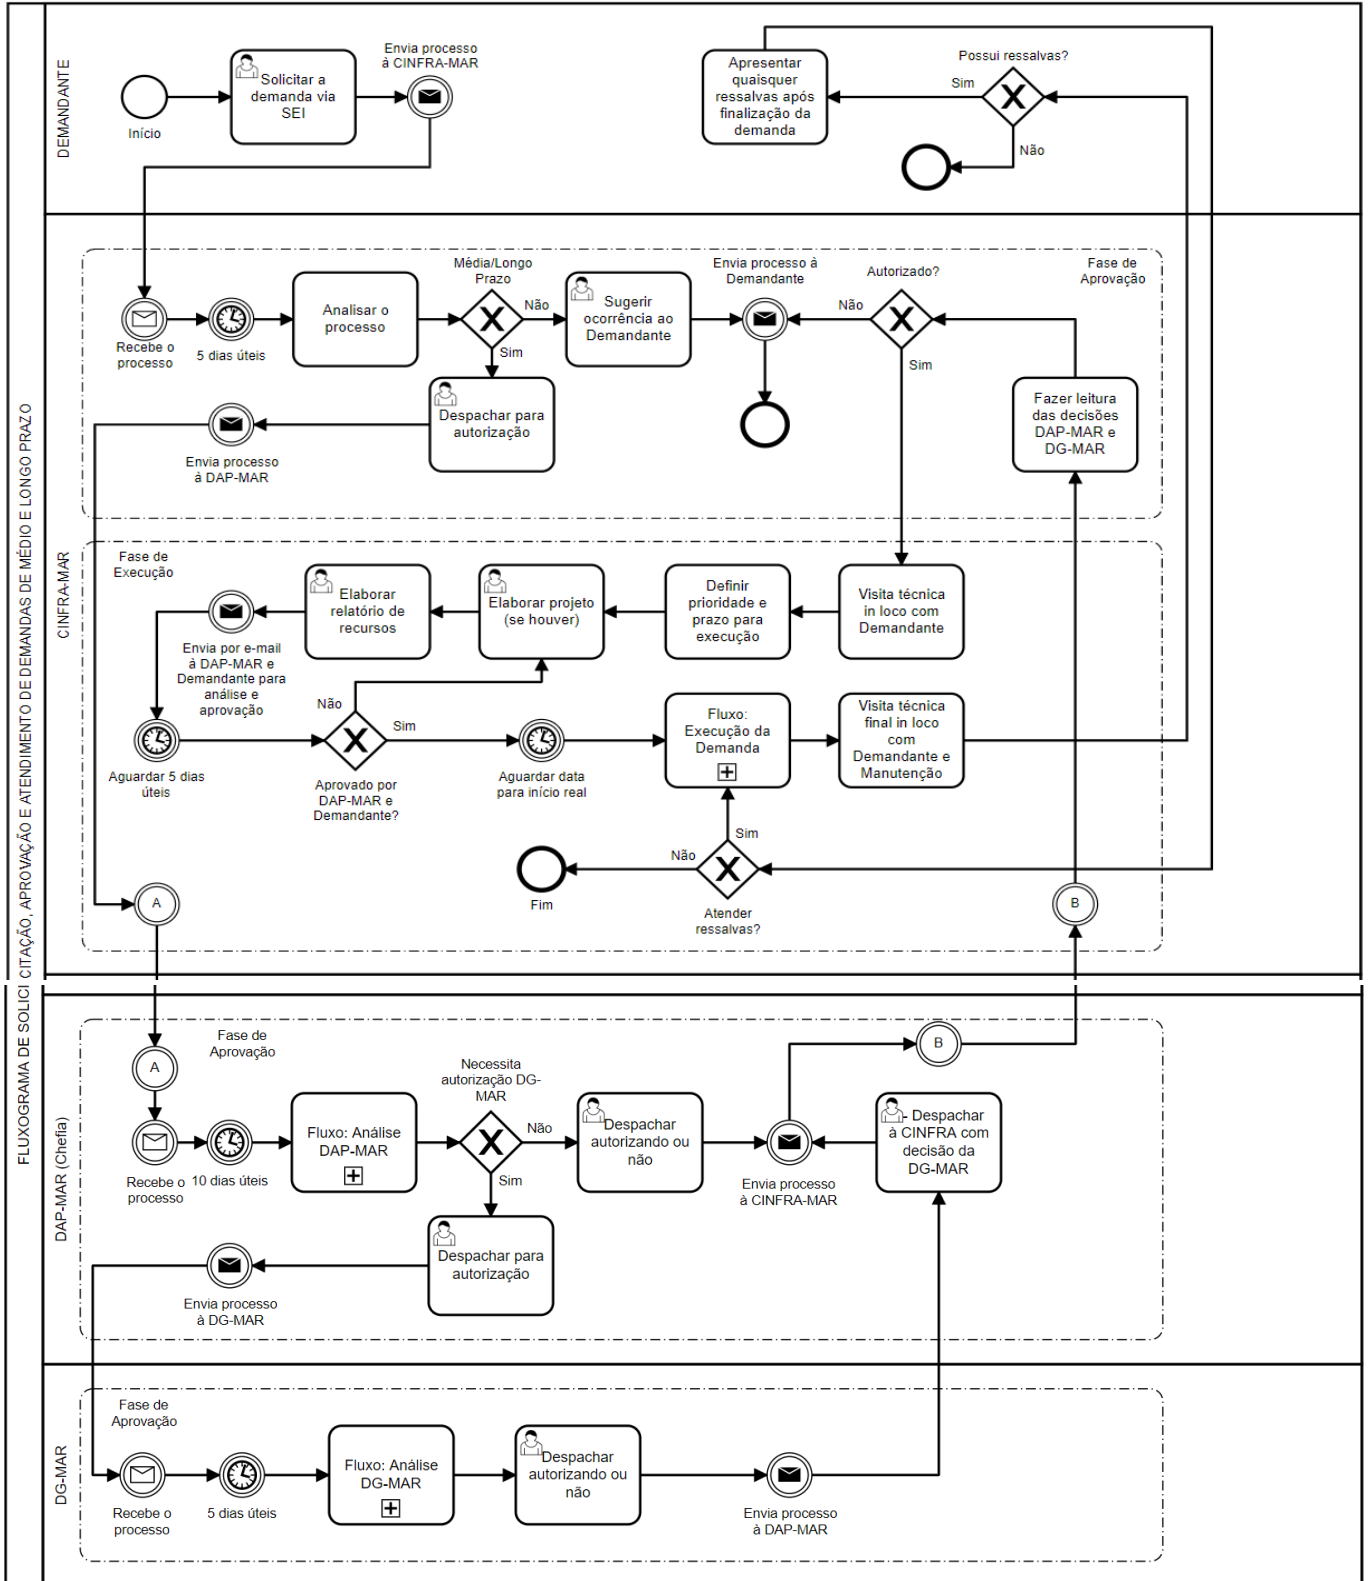 FLUXOGRAMA DE SOLICI CITAÇÃO, APROVAÇÃO E ATENDIMENTO DE DEMANDAS DE MÉDIO E LONGO PRAZO
DEMANDANTE
Início
Solicitar a
demanda via
SEI
Envia processo
à CINFRA-MAR
Apresentar
quaisquer
ressalvas após
finalização da
demanda
Possui ressalvas?
Sim
Não
CINFRA-MAR
Fase de
Aprovação
Recebe o
processo
5 dias úteis
Analisar o
processo
Média/Longo
Prazo
Não
Sim
Sugerir
ocorrência ao
Demandante
Envia processo à
Demandante
Autorizado?
Não
Sim
Despachar para
autorização
Envia processo
à DAP-MAR
Fazer leitura
das decisões
DAP-MAR e
DG-MAR
Fase de
Execução
Visita técnica
in loco com
Demandante
Definir
prioridade e
prazo para
execução
Elaborar projeto
(se houver)
Elaborar
relatório de
recursos
Envia por e-mail
à DAP-MAR e
Demandante para
análise e
aprovação
Aguardar 5 dias
úteis
Não
Sim
Aprovado por
DAP-MAR e
Demandante?
Aguardar data
para início real
Fluxo:
Execução da
Demanda
Visita técnica
final in loco
com
Demandante e
Manutenção
Sim
Não
Atender
ressalvas?
Fim
A
B
DAP-MAR (Chefia)
A
Fase de
Aprovação
Recebe o
processo
10 dias úteis
Fluxo: Análise
DAP-MAR
Necessita
autorização DG-
MAR
Não
Sim
Despachar
autorizando ou
não
Envia processo
à CINFRA-MAR
B
- Despachar
à CINFRA com
decisão da
DG-MAR
Despachar para
autorização
Envia processo
à DG-MAR
DG-MAR
Fase de
Aprovação
Recebe o
processo
5 dias úteis
Fluxo: Análise
DG-MAR
Despachar
autorizando ou
não
Envia processo
à DAP-MAR